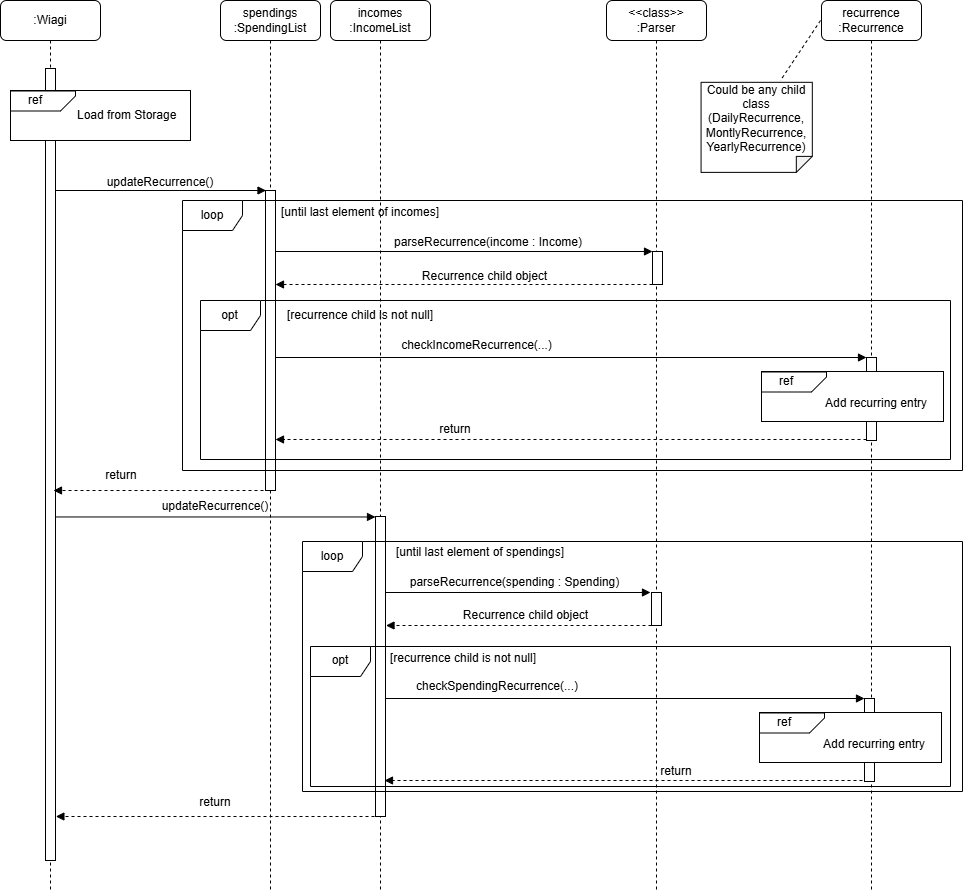 :Wiagi
spendings
:SpendingList
incomes
:IncomeList
<<class>>
:Parser
recurrence
:Recurrence
Could be any child
class
(DailyRecurrence,
MontlyRecurrence,
YearlyRecurrence)
ref
Load from Storage
updateRecurrence()
loop
[until last element of incomes]
parseRecurrence(income : Income)
Recurrence child object
opt
[recurrence child is not null]
checkIncomeRecurrence(...)
ref
Add recurring entry
return
return
updateRecurrence()
loop
[until last element of spendings]
parseRecurrence(spending : Spending)
Recurrence child object
opt
[recurrence child is not null]
checkSpendingRecurrence(...)
ref
Add recurring entry
return
return